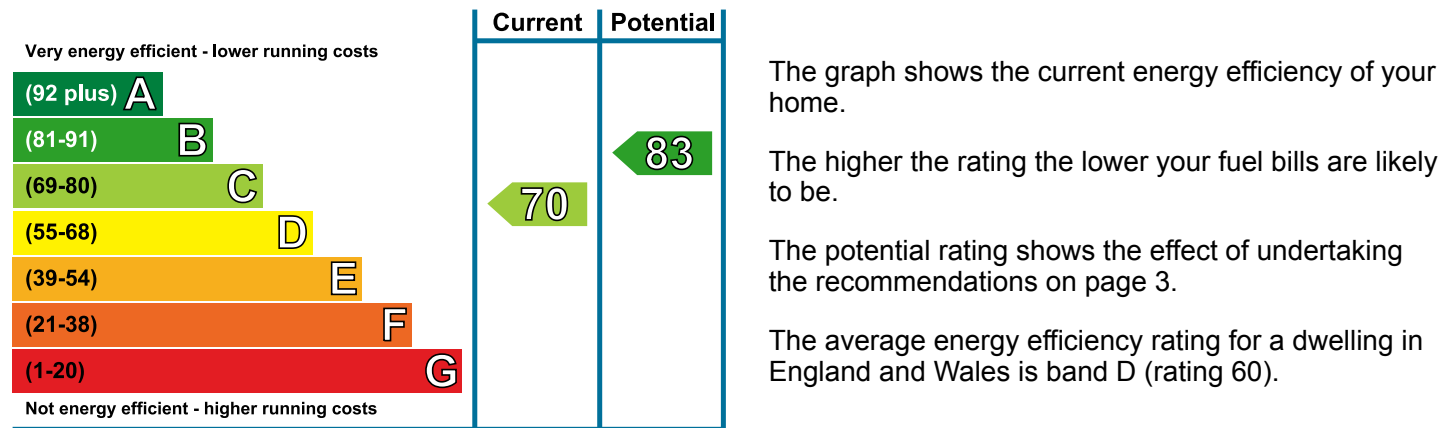 Current Potential
Very energy efficient - lower running costs
(92 plus) A
(81-91) B
(69-80) C
(55-68) D
(39-54) E
(21-38) F
(1-20) G
Not energy efficient - higher running costs
70
83
The graph shows the current energy efficiency of your
home.
The higher the rating the lower your fuel bills are likely
to be.
The potential rating shows the effect of undertaking
the recommendations on page 3.
The average energy efficiency rating for a dwelling in
England and Wales is band D (rating 60).